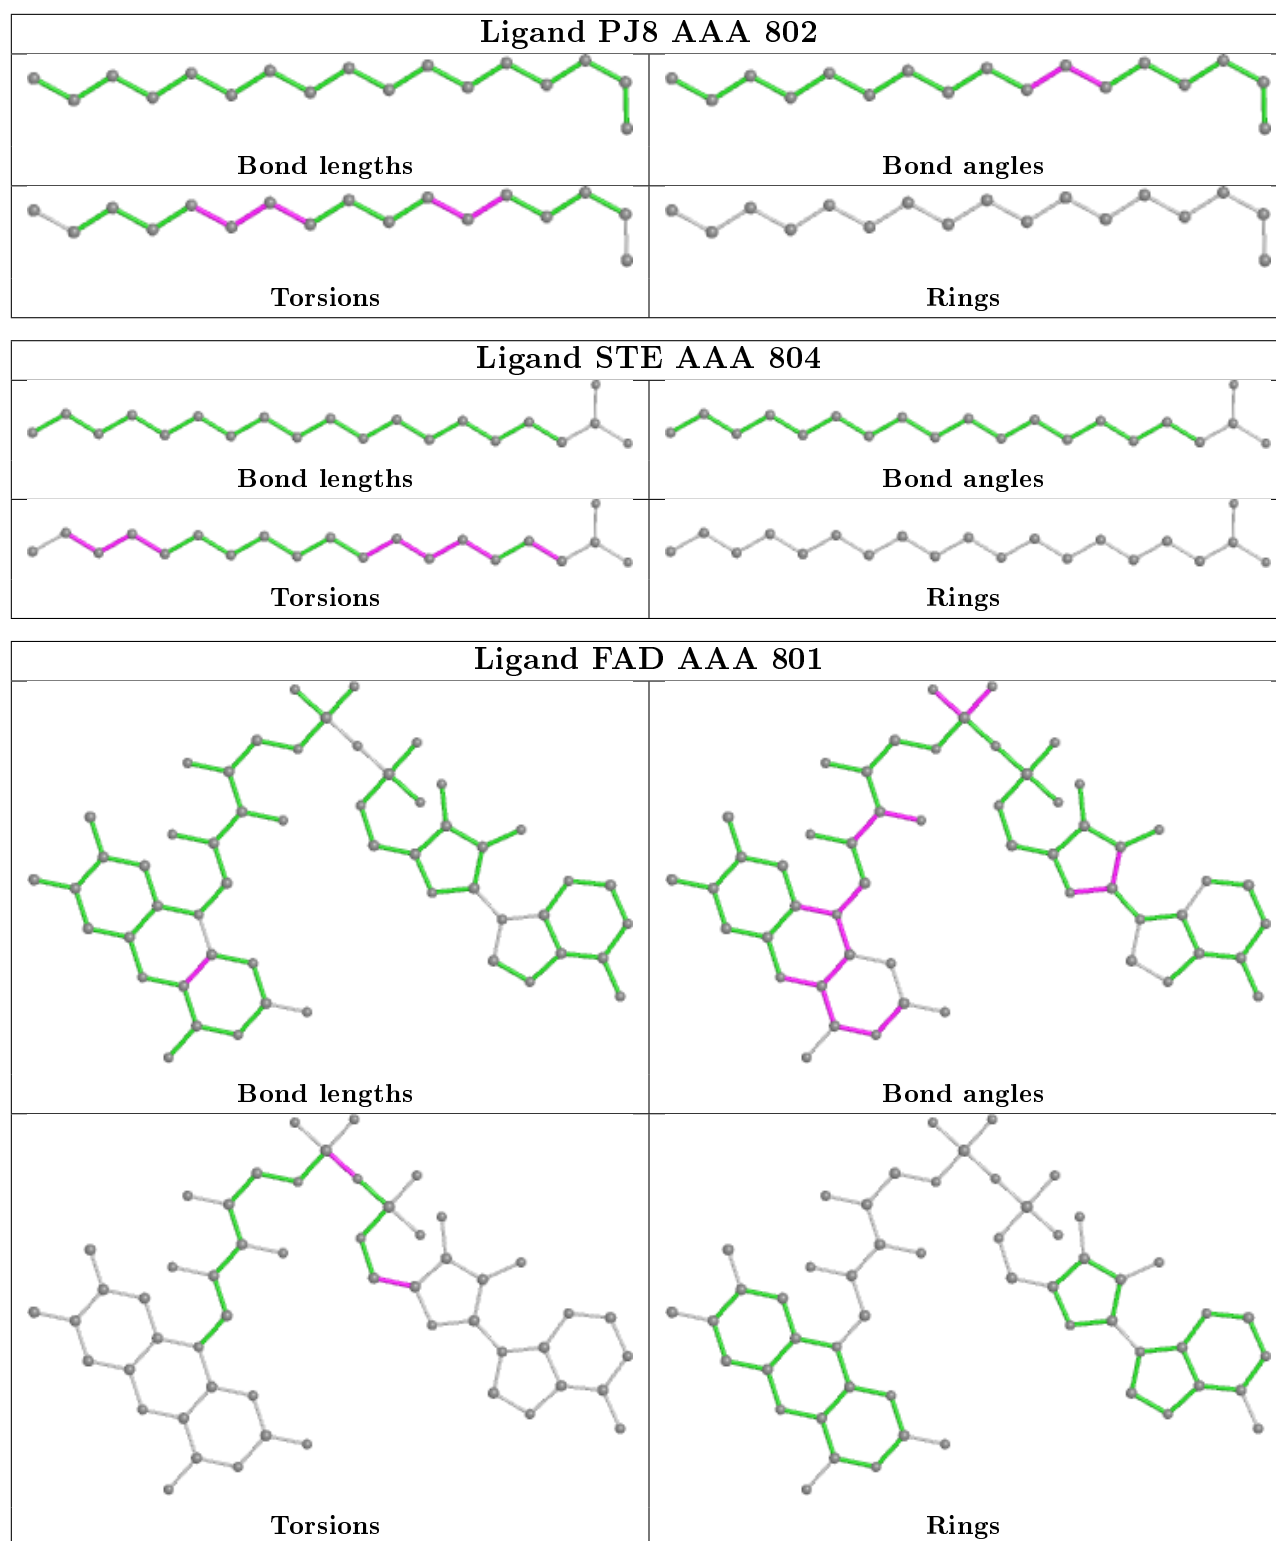 Ligand PJ8 AAA 802
Bond lengths
Bond angles
Torsions
Rings
Ligand STE AAA 804
Bond lengths
Bond angles
Torsions
Rings
Ligand FAD AAA 801
Bond lengths
Bond angles
Torsions
Rings